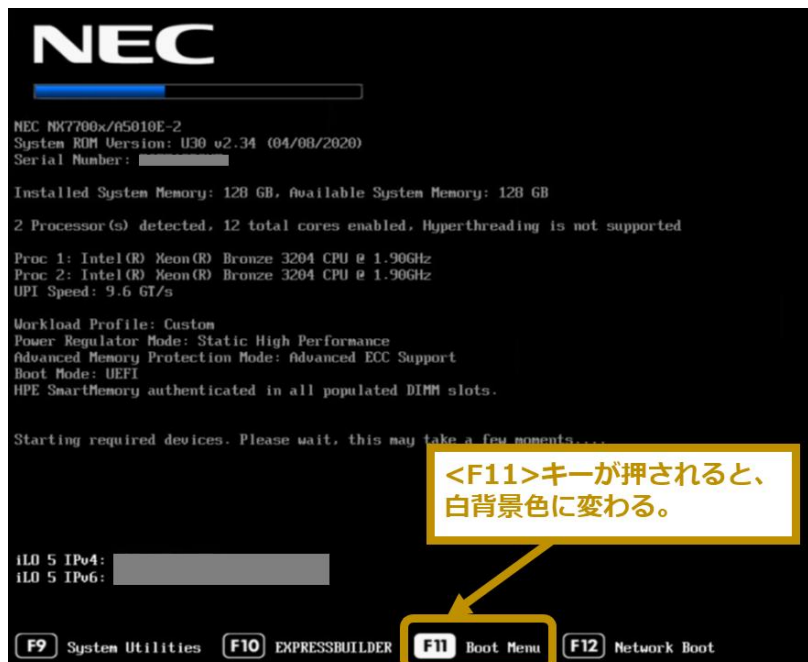 NEC
NEC NX7700x/A5010E-2
System ROM Version: U30 v2.34 (04/08/2020)
Serial Number:
Installed System Memory: 128 GB, Available System Memory: 128 GB
2 Processor(s) detected, 12 total cores enabled, Hyperthreading is not supported
Proc 1: Intel(R) Xeon(R) Bronze 3204 CPU @ 1.90GHz
Proc 2: Intel(R) Xeon(R) Bronze 3204 CPU @ 1.90GHz
UPI Speed: 9.6 GT/s
Workload Profile: Custom
Power Regulator Mode: Static High Performance
Advanced Memory Protection Mode: Advanced ECC Support
Boot Mode: UEFI
HPE SmartMemory authenticated in all populated DIMM slots.
Starting required devices. Please wait, this may take a few moments....
<F11>キーが押されると、
白背景色に変わる。
iLO 5 IPv4:
iLO 5 IPv6:
F9 System Utilities F10 EXPRESSBUILDER F11 Boot Menu F12 Network Boot